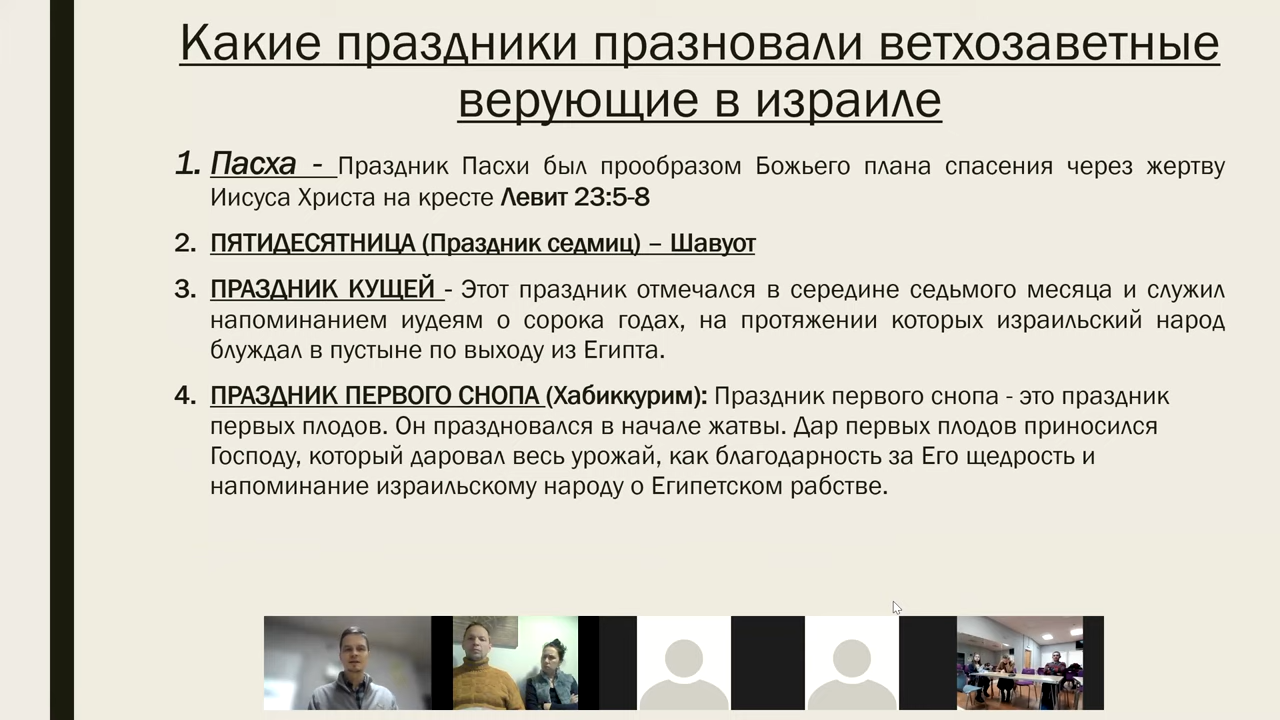 Какие праздники празновали ветхозаветные
верующие в израиле
1. Пасха - Праздник Пасхи был прообразом Божьего плана спасения через жертву
Иисуса Христа на кресте Левит 23:5-8
2. ПЯТИДЕСЯТНИЦА (Праздник седмиц) – Шавуот
3. ПРАЗДНИК КУЩЕЙ - Этот праздник отмечался в середине седьмого месяца и служил
напоминанием иудеям о сорока годах, на протяжении которых израильский народ
блуждал в пустыне по выходу из Египта.
4. ПРАЗДНИК ПЕРВОГО СНОПА (Хабиккурим): Праздник первого снопа - это праздник
первых плодов. Он праздновался в начале жатвы. Дар первых плодов приносился
Господу, который даровал весь урожай, как благодарность за Его щедрость и
напоминание израильскому народу о Египетском рабстве.